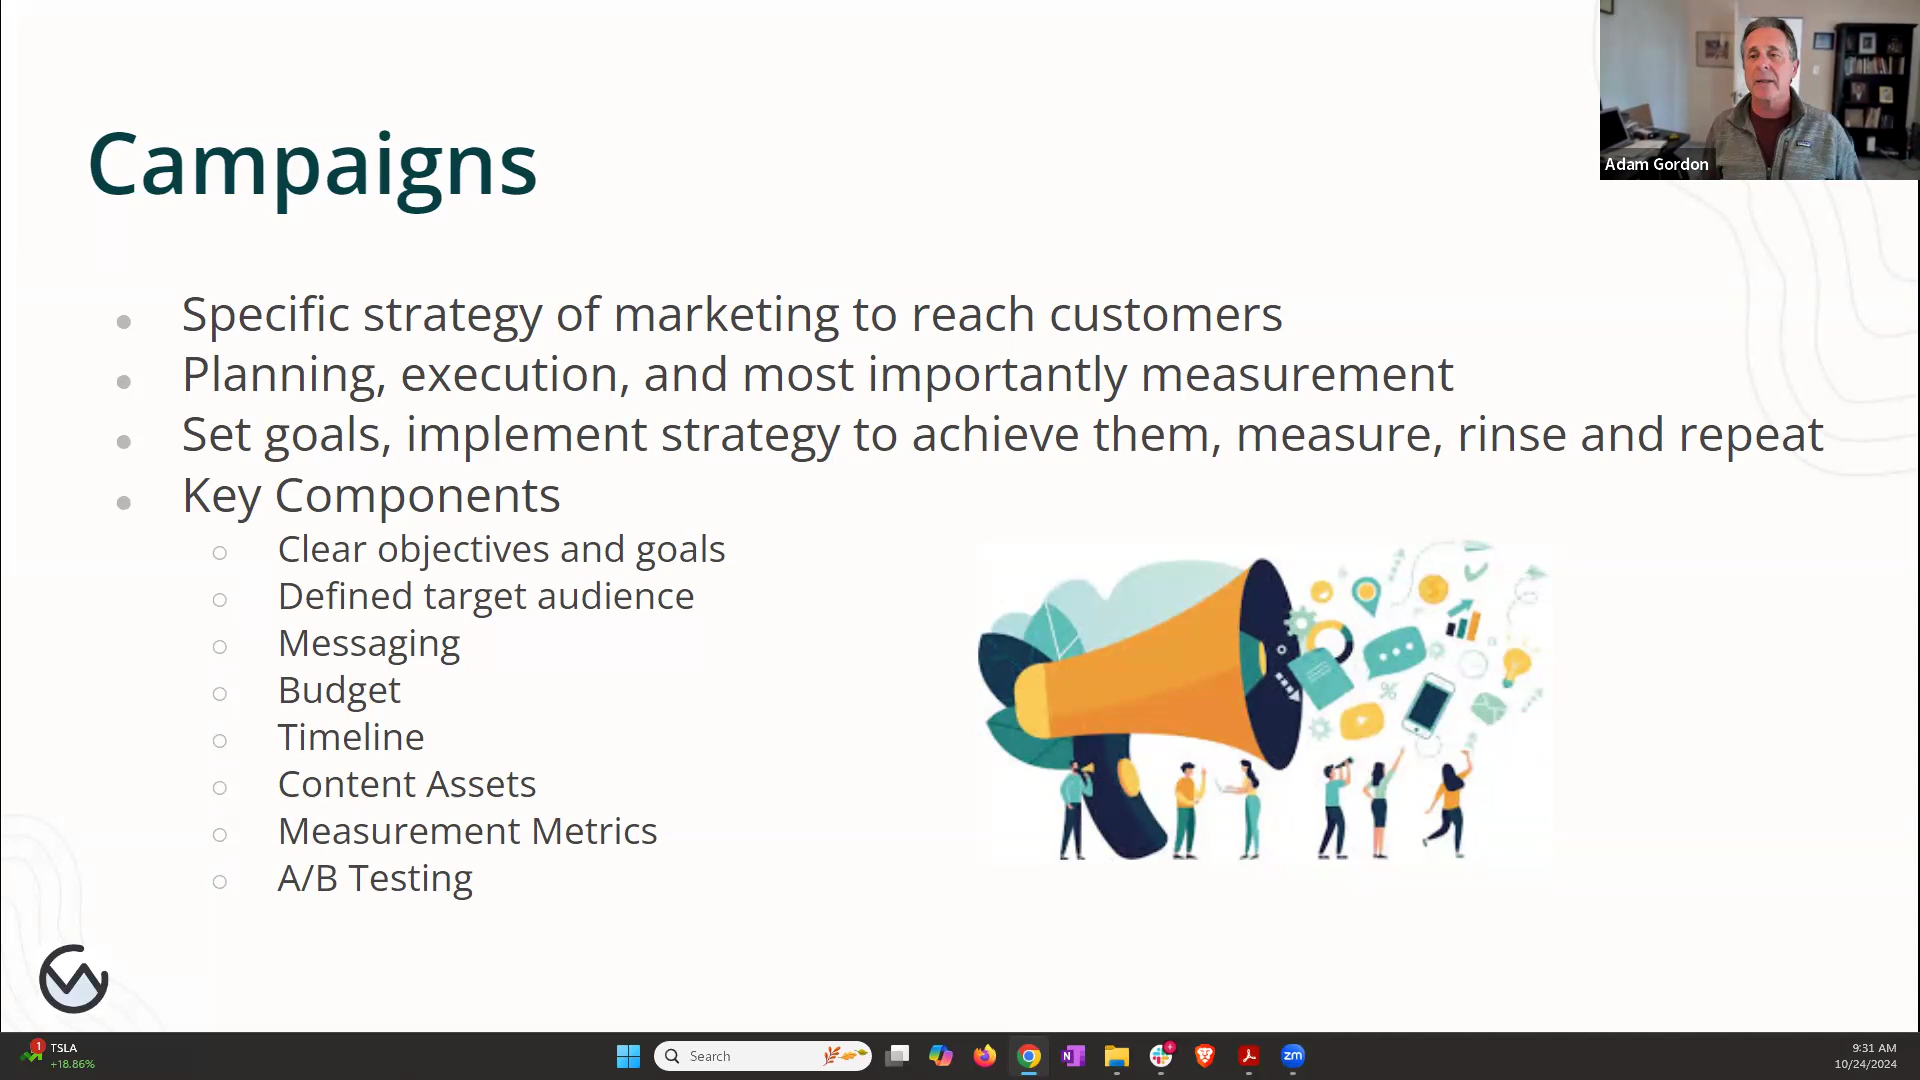 Adam Gordon
Campaigns
Specific strategy of marketing to reach customers
Planning, execution, and most importantly measurement
Set goals, implement strategy to achieve them, measure, rinse and repeat
Key Components
Clear objectives and goals
Defined target audience
Messaging
Budget
Timeline
Content Assets
Measurement Metrics
A/B Testing
1
TSLA
+18.86%
Search
N
zm
9:31 AM
10/24/2024